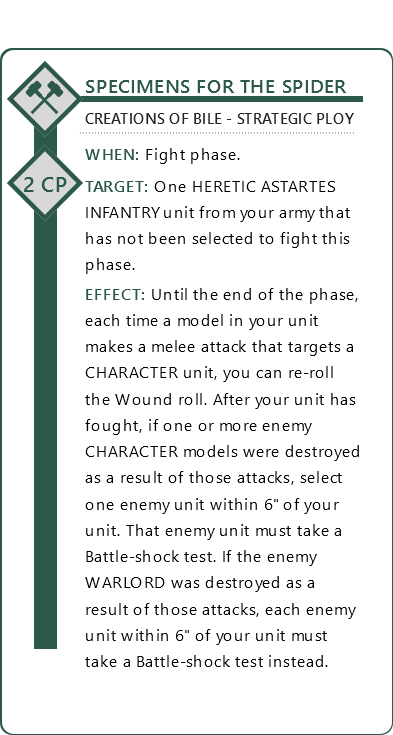 SPECIMENS FOR THE SPIDER
CREATIONS OF BILE - STRATEGIC PLOY
WHEN: Fight phase.
2 CP
TARGET: One HERETIC ASTARTES
INFANTRY unit from your army that
has not been selected to fight this
phase.
EFFECT: Until the end of the phase,
each time a model in your unit
makes a melee attack that targets a
CHARACTER unit, you can re-roll
the Wound roll. After your unit has
fought, if one or more enemy
CHARACTER models were destroyed
as a result of those attacks, select
one enemy unit within 6" of your
unit. That enemy unit must take a
Battle-shock test. If the enemy
WARLORD was destroyed as a
result of those attacks, each enemy
unit within 6" of your unit must
take a Battle-shock test instead.